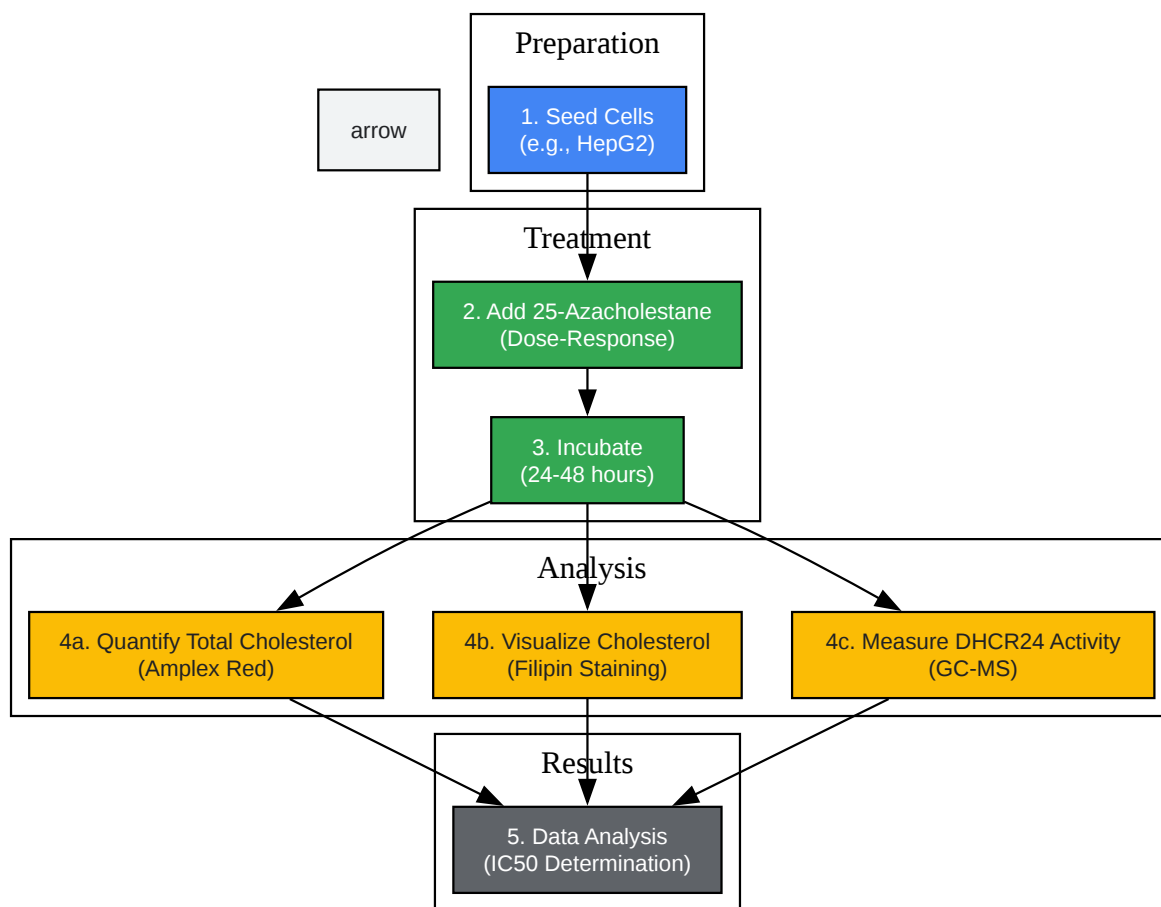 Preparation
arrow
1. Seed Cells
(e.g., HepG2)
Treatment
2. Add 25-Azacholestane
(Dose-Response)
3. Incubate
(24-48 hours)
Analysis
4a. Quantify Total Cholesterol
(Amplex Red)
4b. Visualize Cholesterol
(Filipin Staining)
4c. Measure DHCR24 Activity
(GC-MS)
Results
5. Data Analysis
(IC50 Determination)